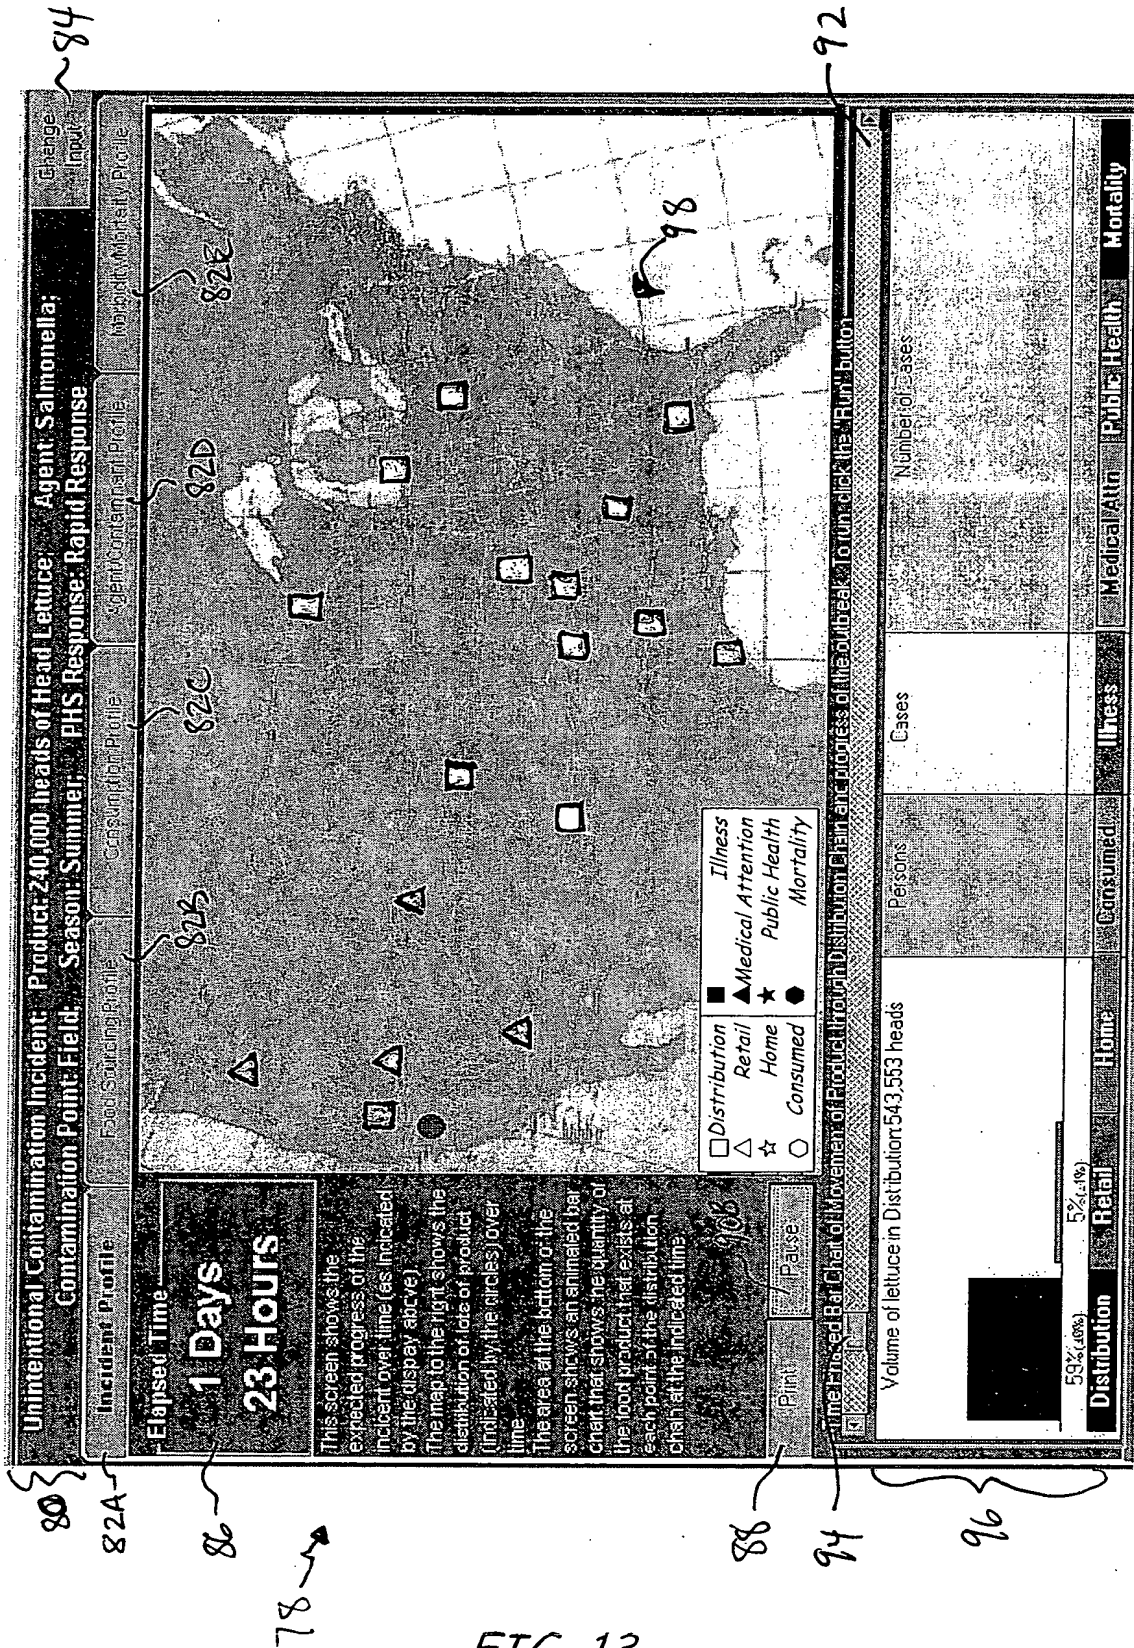 Unintentional Contamination Incident: Product: 240,000 heads of Head Lettuce; Agent: Salmonella;
Contamination Point: Field; Season: Summer; PHS Response: Rapid Response
Change
Input
84
80
82A
Incident Profile
Food Sourcing Profile
Consumption Profile
Agent/Contaminant Profile
Morbidity/Mortality Profile
82B
82C
82D
82E
86
Elapsed Time
1 Days
23 Hours
This screen shows the
expected progress of the
incident over time (as indicated
by the display above)
The map to the right shows the
distribution of lots of product
(indicated by the circles) over
time
The area at the bottom of the
screen shows an animated bar
chart that shows the quantity of
the food product that exists at
each point of the distribution
chain at the indicated time
90B
88
Print
Pause
78
98
□ Distribution
△ Retail
☆ Home
○ Consumed
■ Illness
▲ Medical Attention
★ Public Health
● Mortality
94
Time Phased Bar Chart of Movement of Product through Distribution Chain and progress of the outbreak - To run click the "Run" button
92
96
Volume of lettuce in Distribution: 543,553 heads
Persons
Cases
Number of Cases
59%
5%
Distribution
Retail
Home
Consumed
Illness
Medical Attn
Public Health
Mortality
FIG. 13